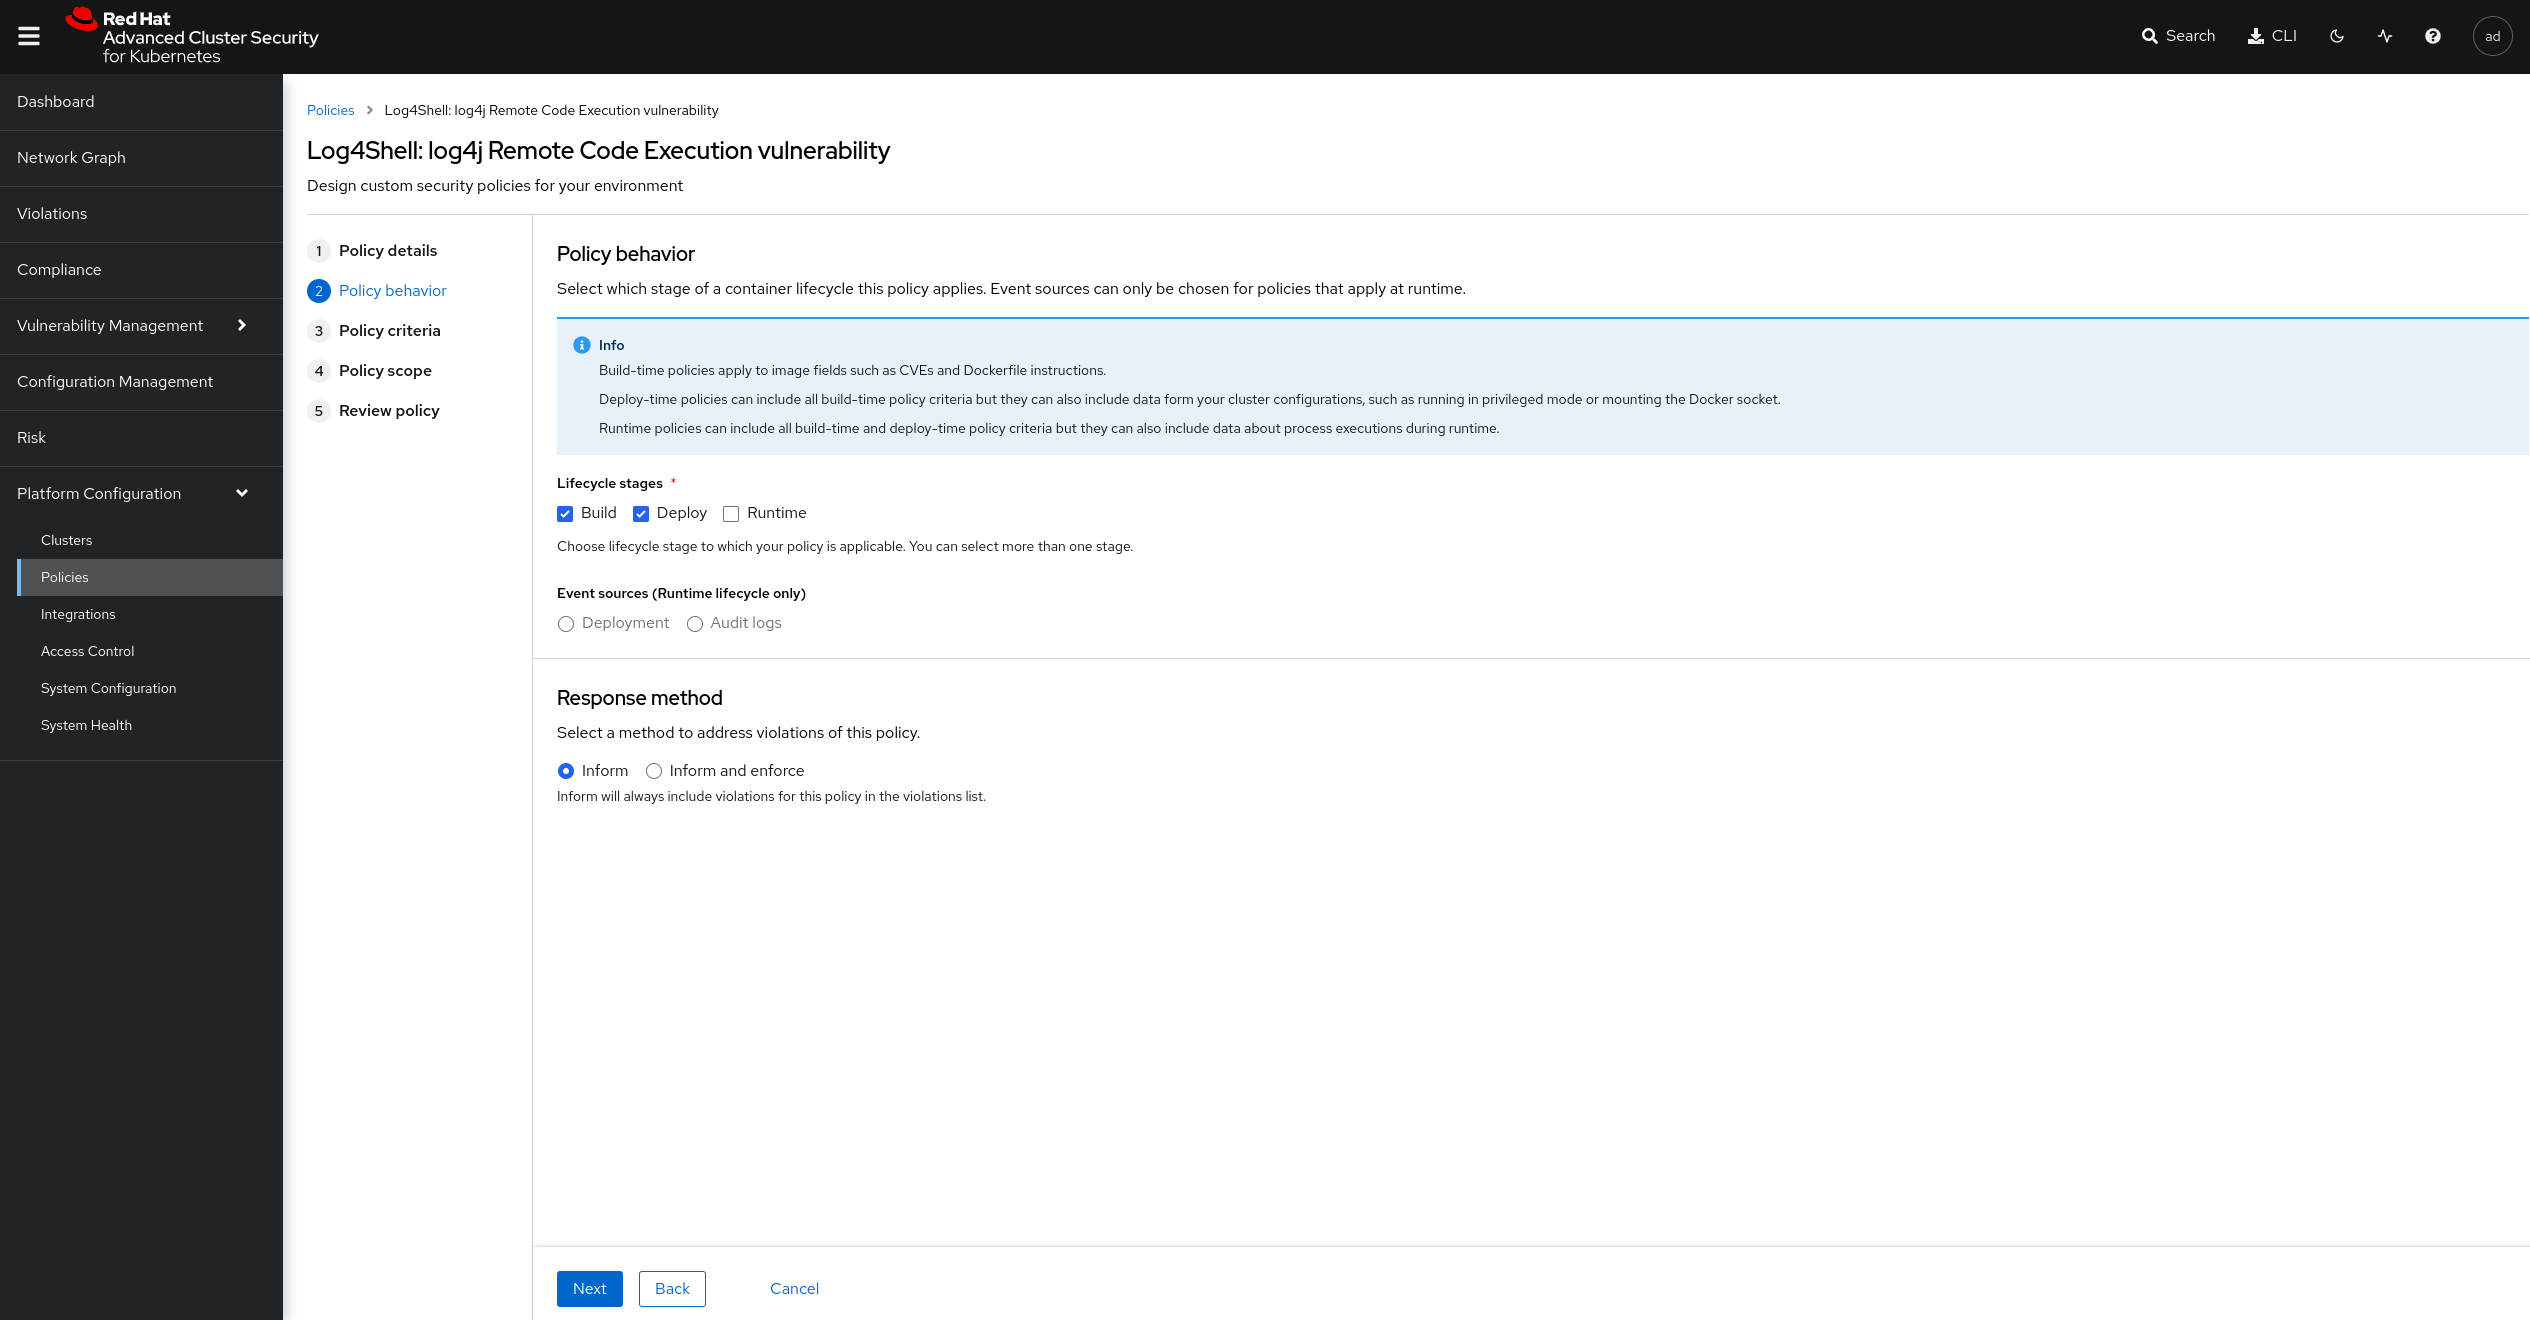 Red Hat
Advanced Cluster Security
for Kubernetes
Search
CLI
ad
Dashboard
Network Graph
Violations
Compliance
Vulnerability Management
Configuration Management
Risk
Platform Configuration
Clusters
Policies
Integrations
Access Control
System Configuration
System Health
Policies
Log4Shell: log4j Remote Code Execution vulnerability
Log4Shell: log4j Remote Code Execution vulnerability
Design custom security policies for your environment
1 Policy details
2 Policy behavior
3 Policy criteria
4 Policy scope
5 Review policy
Policy behavior
Select which stage of a container lifecycle this policy applies. Event sources can only be chosen for policies that apply at runtime.
Info
Build-time policies apply to image fields such as CVEs and Dockerfile instructions.
Deploy-time policies can include all build-time policy criteria but they can also include data form your cluster configurations, such as running in privileged mode or mounting the Docker socket.
Runtime policies can include all build-time and deploy-time policy criteria but they can also include data about process executions during runtime.
Lifecycle stages *
Build Deploy Runtime
Choose lifecycle stage to which your policy is applicable. You can select more than one stage.
Event sources (Runtime lifecycle only)
Deployment Audit logs
Response method
Select a method to address violations of this policy.
Inform Inform and enforce
Inform will always include violations for this policy in the violations list.
Next Back Cancel